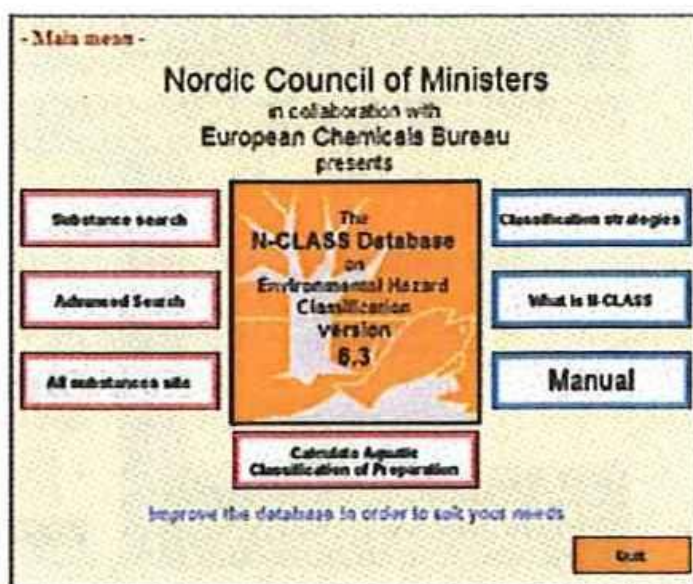 - Main menu -
Nordic Council of Ministers
in collaboration with
European Chemicals Bureau
presents
Substance search
Advanced Search
All substances site
The
N-CLASS Database
on
Environmental Hazard
Classification
version
6,3
Classification strategies
What is N-CLASS
Manual
Calculate Aquatic
Classification of Preparation
Improve the database in order to suit your needs
Quit